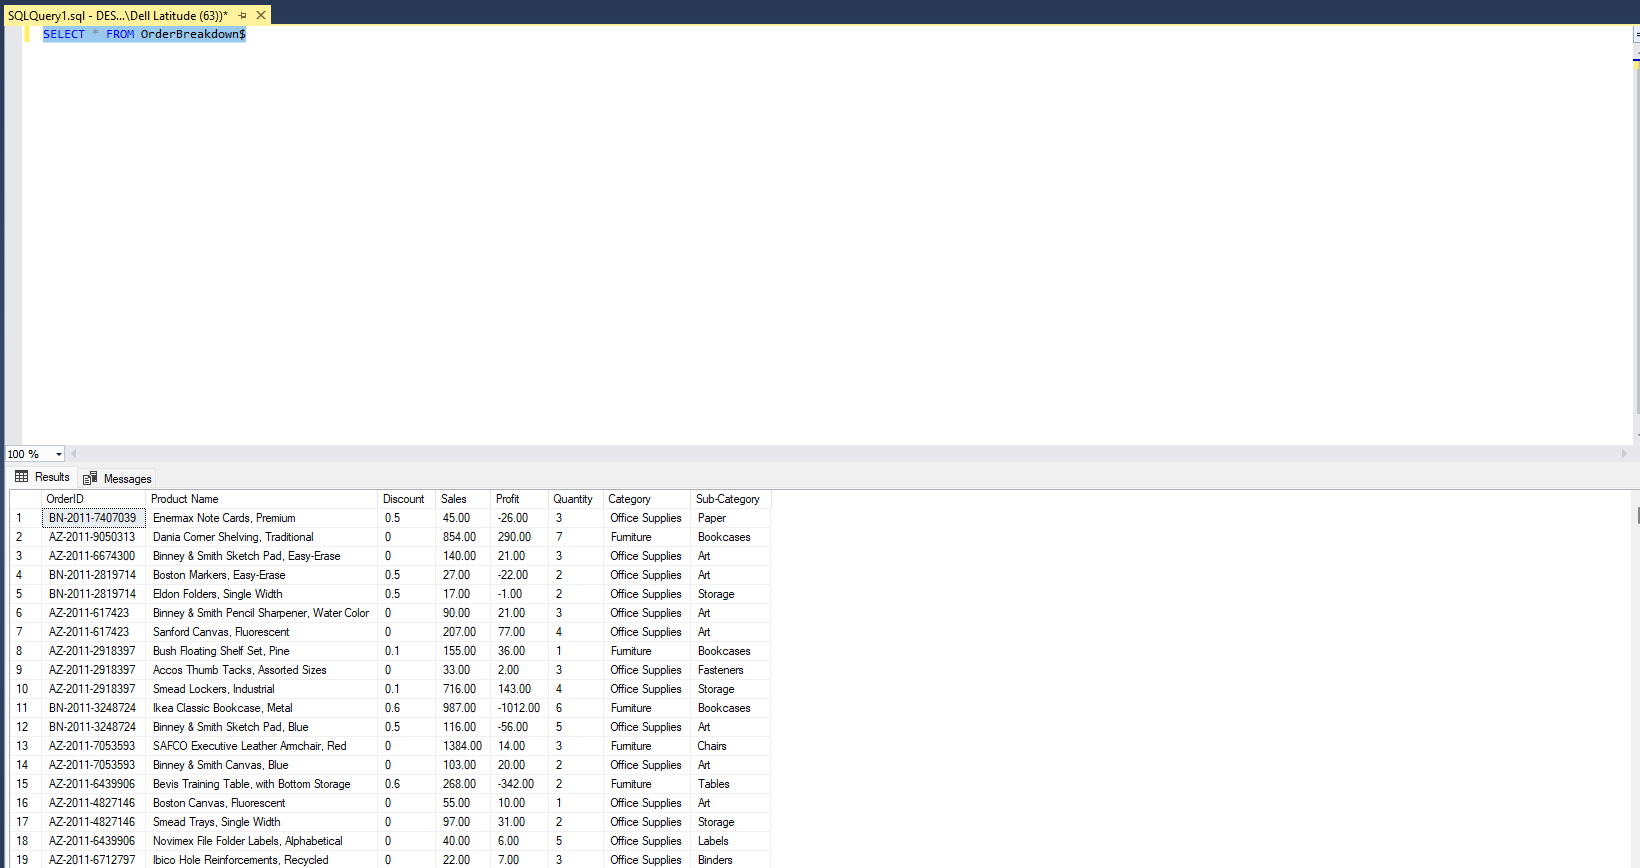 SQLQuery1.sql - DES...\Dell Latitude (63))*
SELECT * FROM OrderBreakdown$
100 %
Results Messages
OrderID Product Name Discount Sales Profit Quantity Category Sub-Category
1 BN-2011-7407039 Enermax Note Cards, Premium 0.5 45.00 -26.00 3 Office Supplies Paper
2 AZ-2011-9050313 Dania Corner Shelving, Traditional 0 854.00 290.00 7 Furniture Bookcases
3 AZ-2011-6674300 Binney & Smith Sketch Pad, Easy-Erase 0 140.00 21.00 3 Office Supplies Art
4 BN-2011-2819714 Boston Markers, Easy-Erase 0.5 27.00 -22.00 2 Office Supplies Art
5 BN-2011-2819714 Eldon Folders, Single Width 0.5 17.00 -1.00 2 Office Supplies Storage
6 AZ-2011-617423 Binney & Smith Pencil Sharpener, Water Color 0 90.00 21.00 3 Office Supplies Art
7 AZ-2011-617423 Sanford Canvas, Fluorescent 0 207.00 77.00 4 Office Supplies Art
8 AZ-2011-2918397 Bush Floating Shelf Set, Pine 0.1 155.00 36.00 1 Furniture Bookcases
9 AZ-2011-2918397 Accos Thumb Tacks, Assorted Sizes 0 33.00 2.00 3 Office Supplies Fasteners
10 AZ-2011-2918397 Smead Lockers, Industrial 0.1 716.00 143.00 4 Office Supplies Storage
11 BN-2011-3248724 Ikea Classic Bookcase, Metal 0.6 987.00 -1012.00 6 Furniture Bookcases
12 BN-2011-3248724 Binney & Smith Sketch Pad, Blue 0.5 116.00 -56.00 5 Office Supplies Art
13 AZ-2011-7053593 SAFCO Executive Leather Armchair, Red 0 1384.00 14.00 3 Furniture Chairs
14 AZ-2011-7053593 Binney & Smith Canvas, Blue 0 103.00 20.00 2 Office Supplies Art
15 AZ-2011-6439906 Bevis Training Table, with Bottom Storage 0.6 268.00 -342.00 2 Furniture Tables
16 AZ-2011-4827146 Boston Canvas, Fluorescent 0 55.00 10.00 1 Office Supplies Art
17 AZ-2011-4827146 Smead Trays, Single Width 0 97.00 31.00 2 Office Supplies Storage
18 AZ-2011-6439906 Novimex File Folder Labels, Alphabetical 0 40.00 6.00 5 Office Supplies Labels
19 AZ-2011-6712797 Ibico Hole Reinforcements, Recycled 0 22.00 7.00 3 Office Supplies Binders